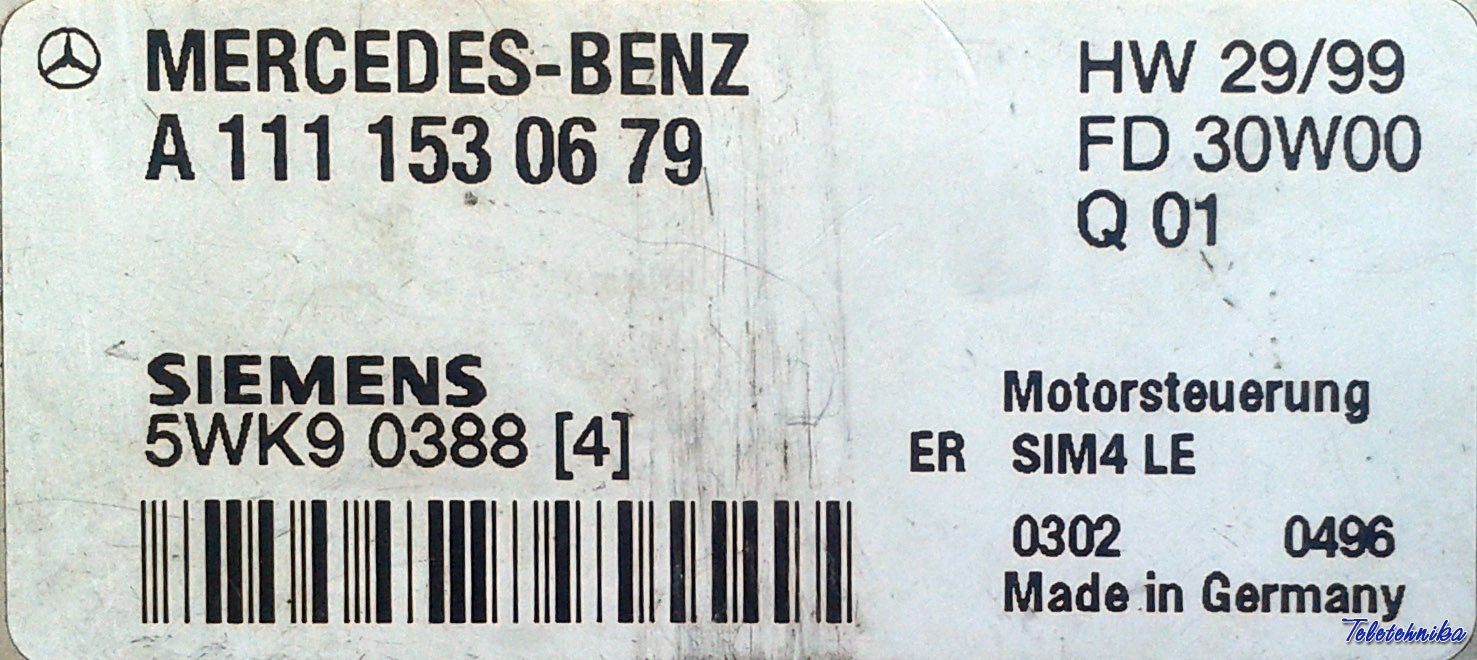 MERCEDES-BENZ
A 111 153 06 79
HW 29/99
FD 30W00
Q 01
SIEMENS
5WK9 0388 [4]
Motorsteuerung
ER SIM4 LE
0302 0496
Made in Germany
Teletehnika